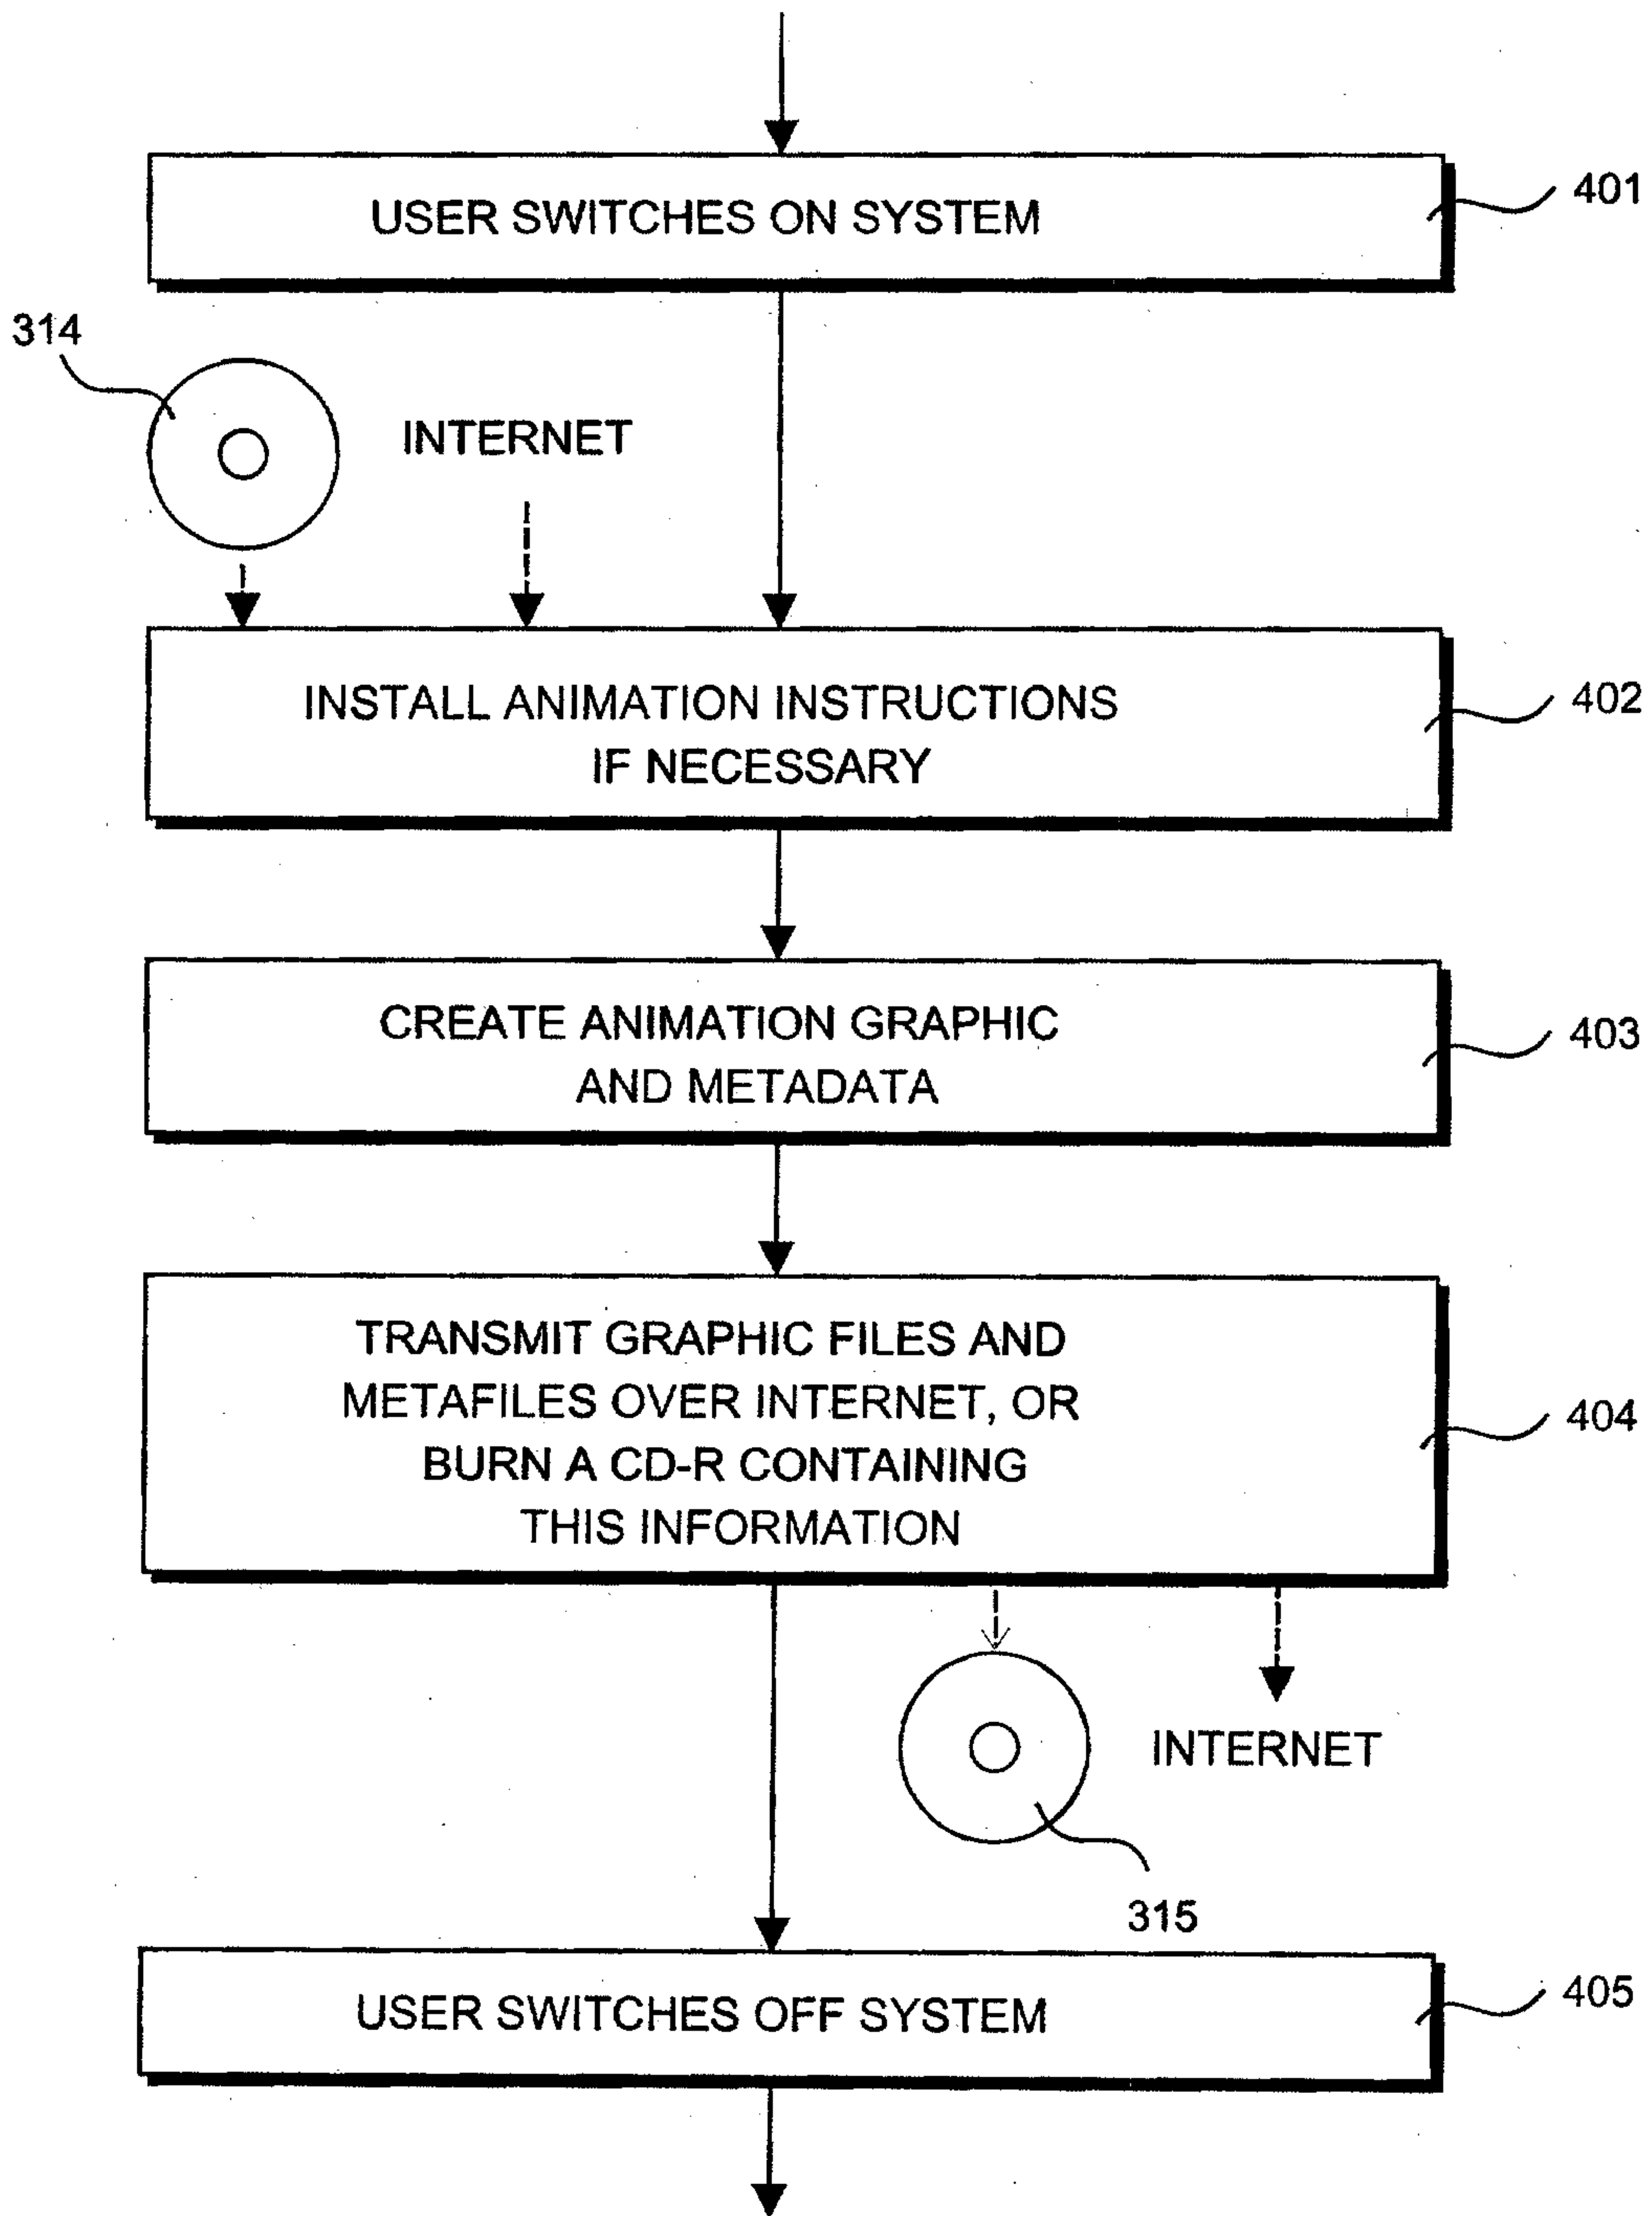 USER SWITCHES ON SYSTEM
401
314
INTERNET
INSTALL ANIMATION INSTRUCTIONS
IF NECESSARY
402
CREATE ANIMATION GRAPHIC
AND METADATA
403
TRANSMIT GRAPHIC FILES AND
METAFILES OVER INTERNET, OR
BURN A CD-R CONTAINING
THIS INFORMATION
404
INTERNET
315
USER SWITCHES OFF SYSTEM
405